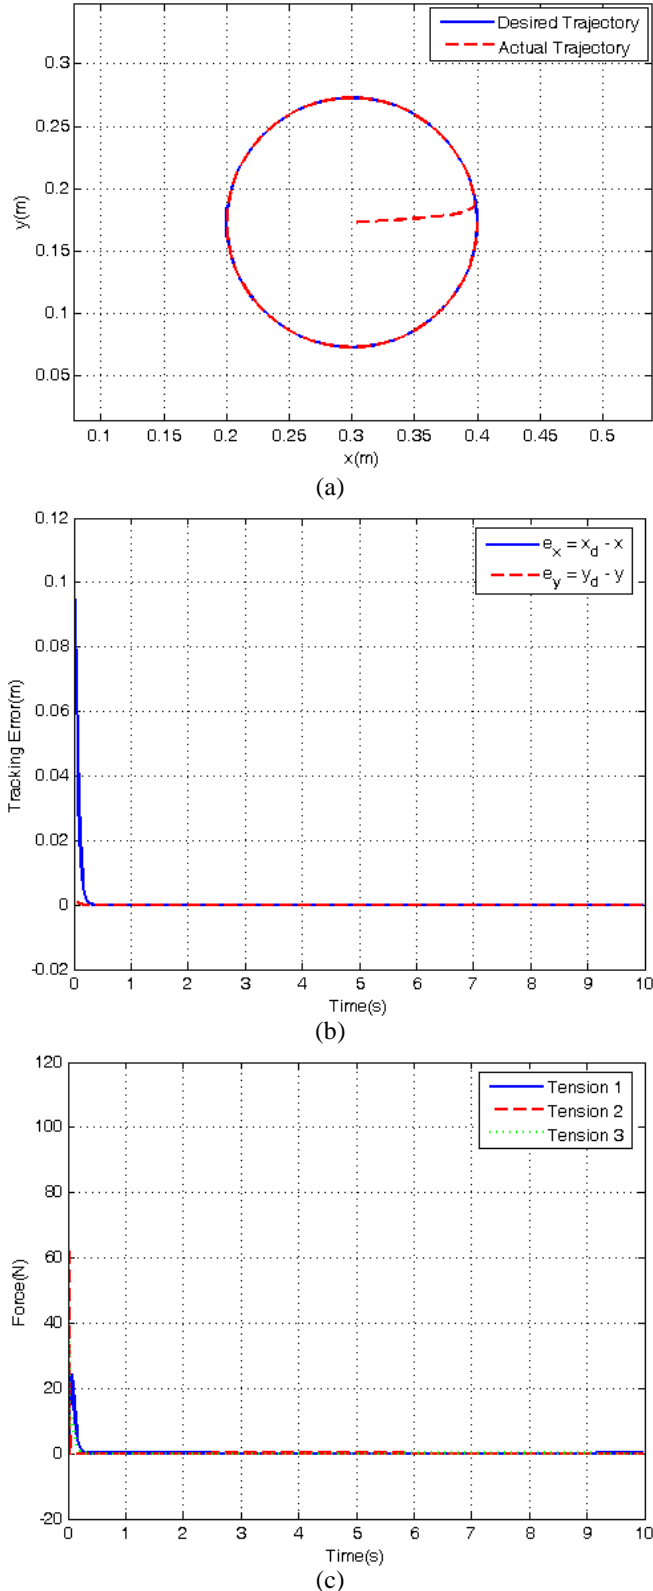 Desired Trajectory
Actual Trajectory
0.3
0.25
0.2
0.15
0.1
0.05
y(m)
0.1 0.15 0.2 0.25 0.3 0.35 0.4 0.45 0.5
x(m)
(a)
0.12
0.1
0.08
0.06
0.04
0.02
0
-0.02
Tracking Error(m)
e_x = x_d - x
e_y = y_d - y
0 1 2 3 4 5 6 7 8 9 10
Time(s)
(b)
120
100
80
60
40
20
0
-20
Force(N)
Tension 1
Tension 2
Tension 3
0 1 2 3 4 5 6 7 8 9 10
Time(s)
(c)